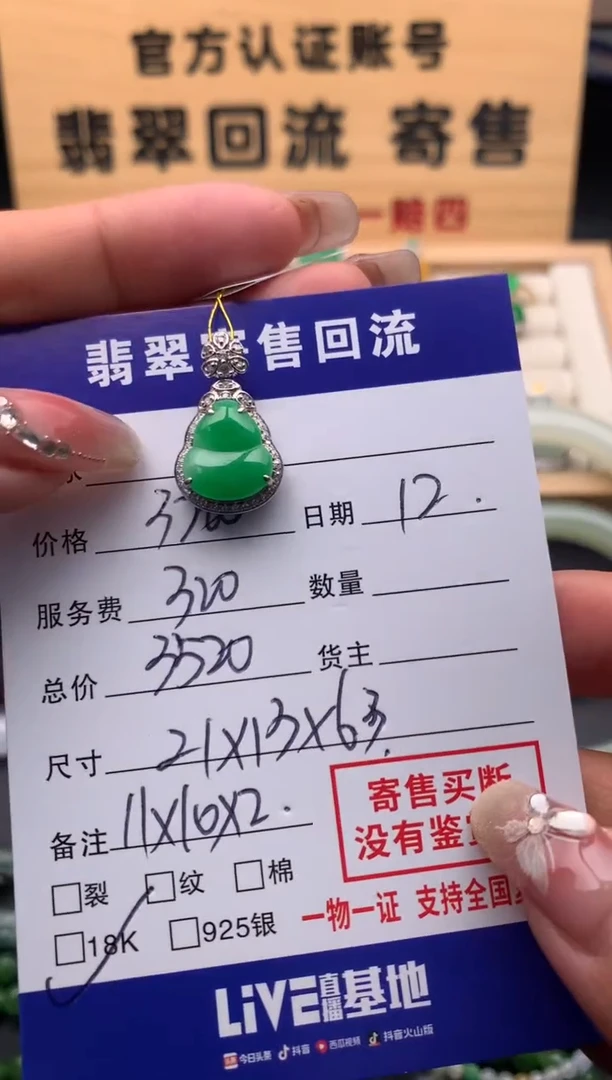 官方认证账号
翡翠回流 寄售
一赔四
翡翠寄售回流
价格 日期 12.
服务费 320 数量
总价 3520 货主
尺寸 21X13X63
备注 11X10X2.
寄售买断
没有鉴
□裂 □纹 □棉
□18K □925银
一物一证 支持全国
LiVE直播基地
今日头条 抖音 西瓜视频 抖音火山版